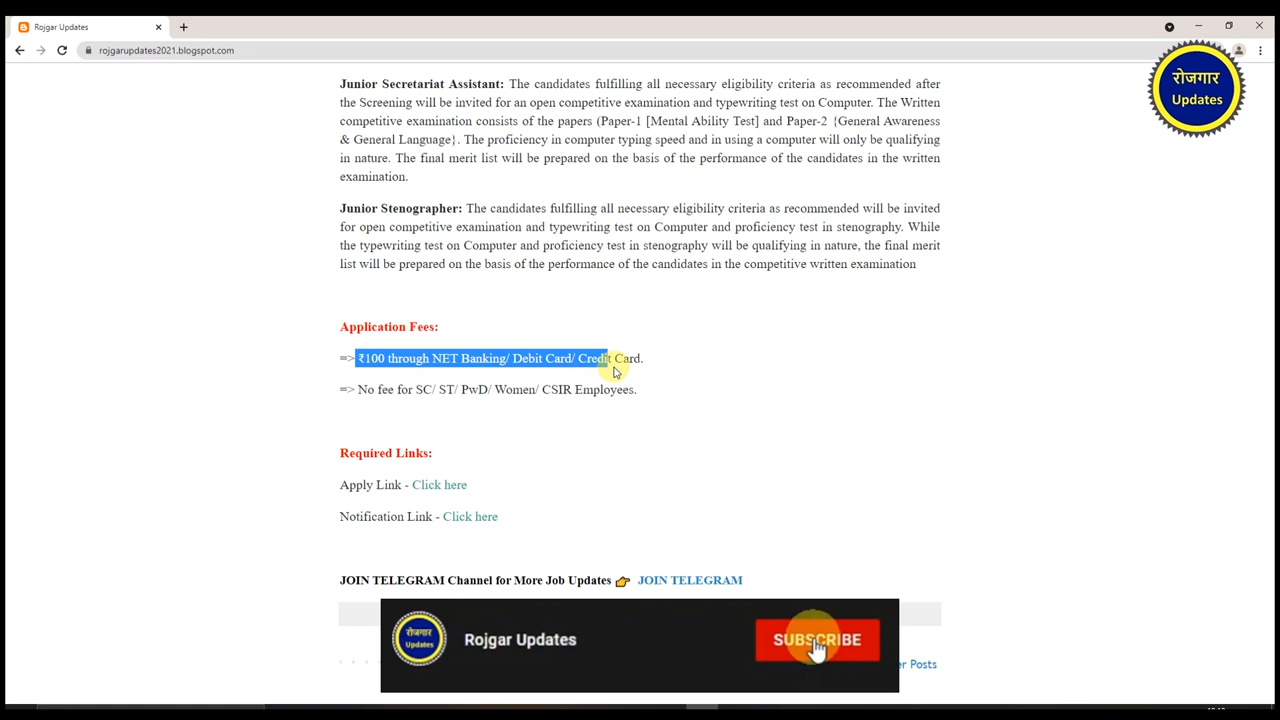 Rojgar Updates
rojgarupdates2021.blogspot.com
रोजगार
Updates
Junior Secretariat Assistant: The candidates fulfilling all necessary eligibility criteria as recommended after
the Screening will be invited for an open competitive examination and typewriting test on Computer. The Written
competitive examination consists of the papers (Paper-1 [Mental Ability Test] and Paper-2 {General Awareness
& General Language}. The proficiency in computer typing speed and in using a computer will only be qualifying
in nature. The final merit list will be prepared on the basis of the performance of the candidates in the written
examination.
Junior Stenographer: The candidates fulfilling all necessary eligibility criteria as recommended will be invited
for open competitive examination and typewriting test on Computer and proficiency test in stenography. While
the typewriting test on Computer and proficiency test in stenography will be qualifying in nature, the final merit
list will be prepared on the basis of the performance of the candidates in the competitive written examination
Application Fees:
=> ₹100 through NET Banking/ Debit Card/ Credit Card.
=> No fee for SC/ ST/ PwD/ Women/ CSIR Employees.
Required Links:
Apply Link - Click here
Notification Link - Click here
JOIN TELEGRAM Channel for More Job Updates 👉 JOIN TELEGRAM
रोजगार
Updates
Rojgar Updates
SUBSCRIBE
er Posts